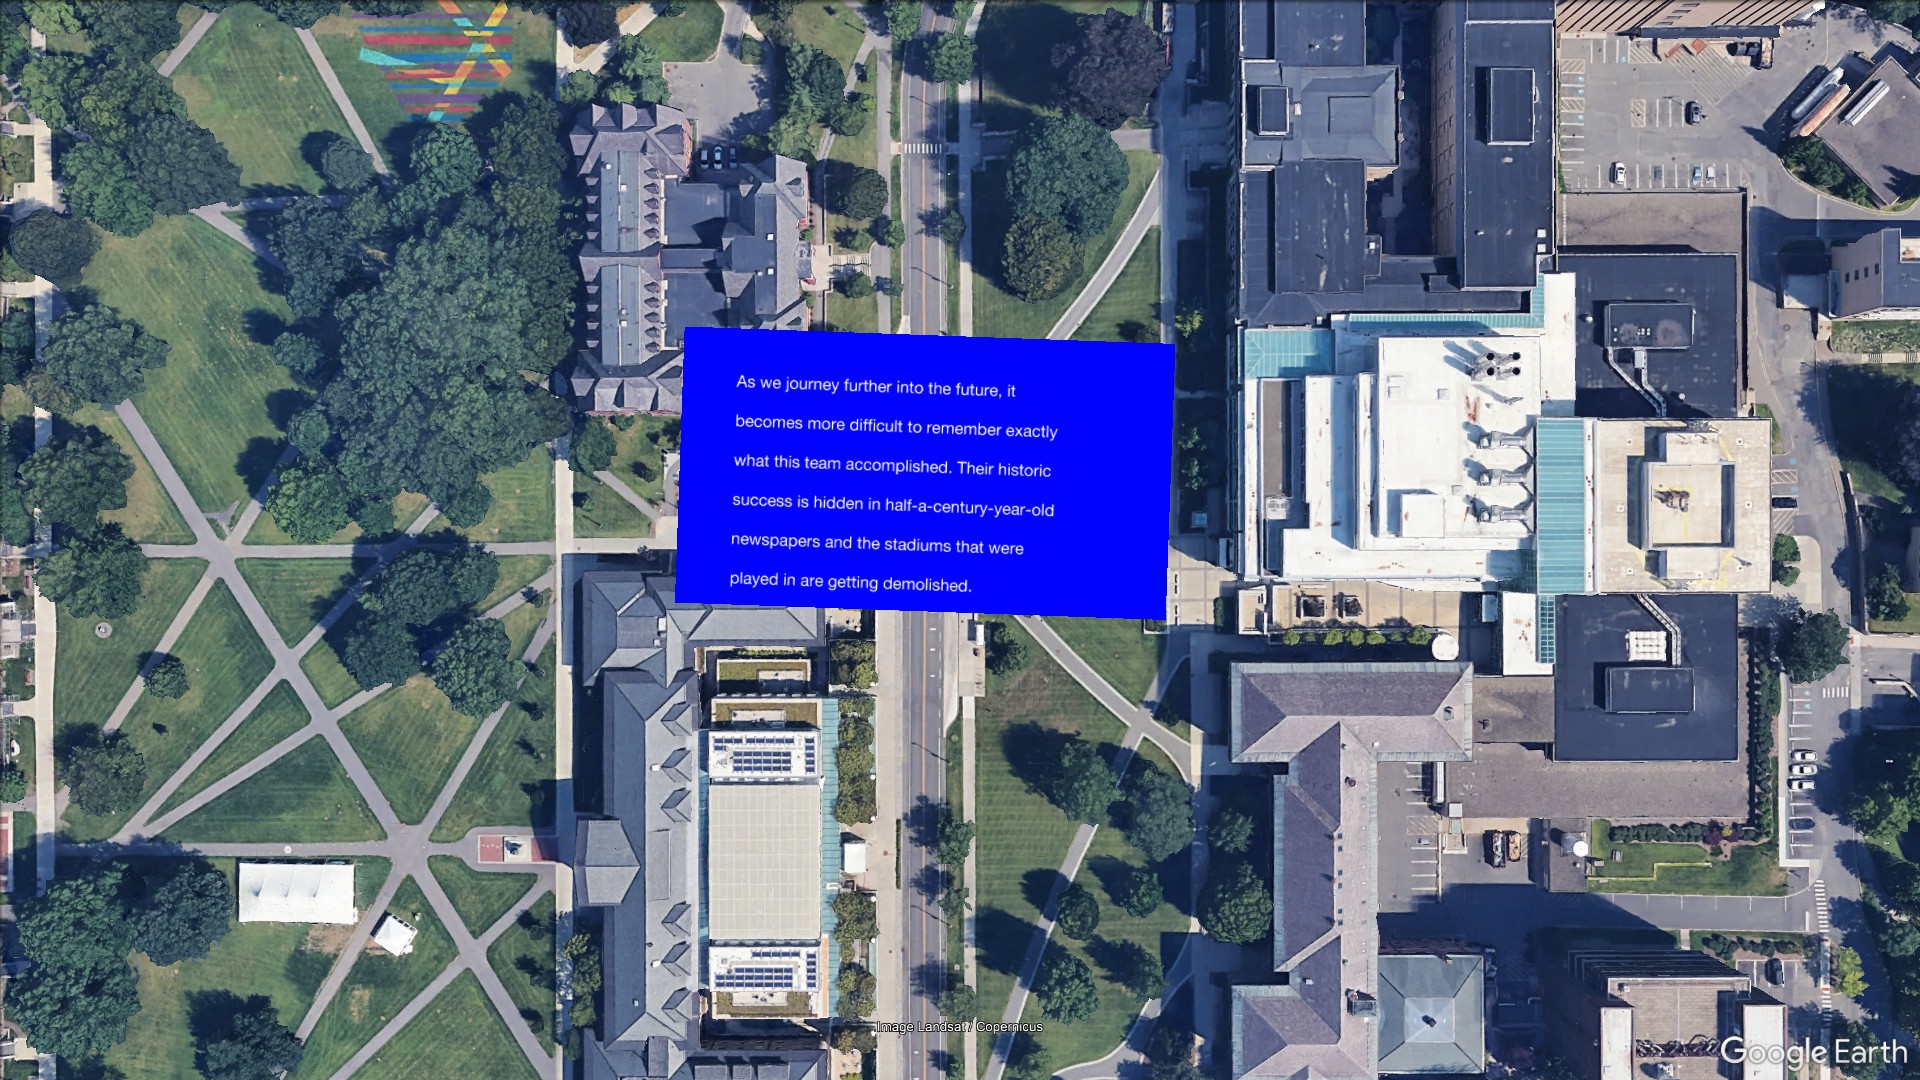 As we journey further into the future, it
becomes more difficult to remember exactly
what this team accomplished. Their historic
success is hidden in half-a-century-year-old
newspapers and the stadiums that were
played in are getting demolished.
Image Landsat / Copernicus
Google Earth